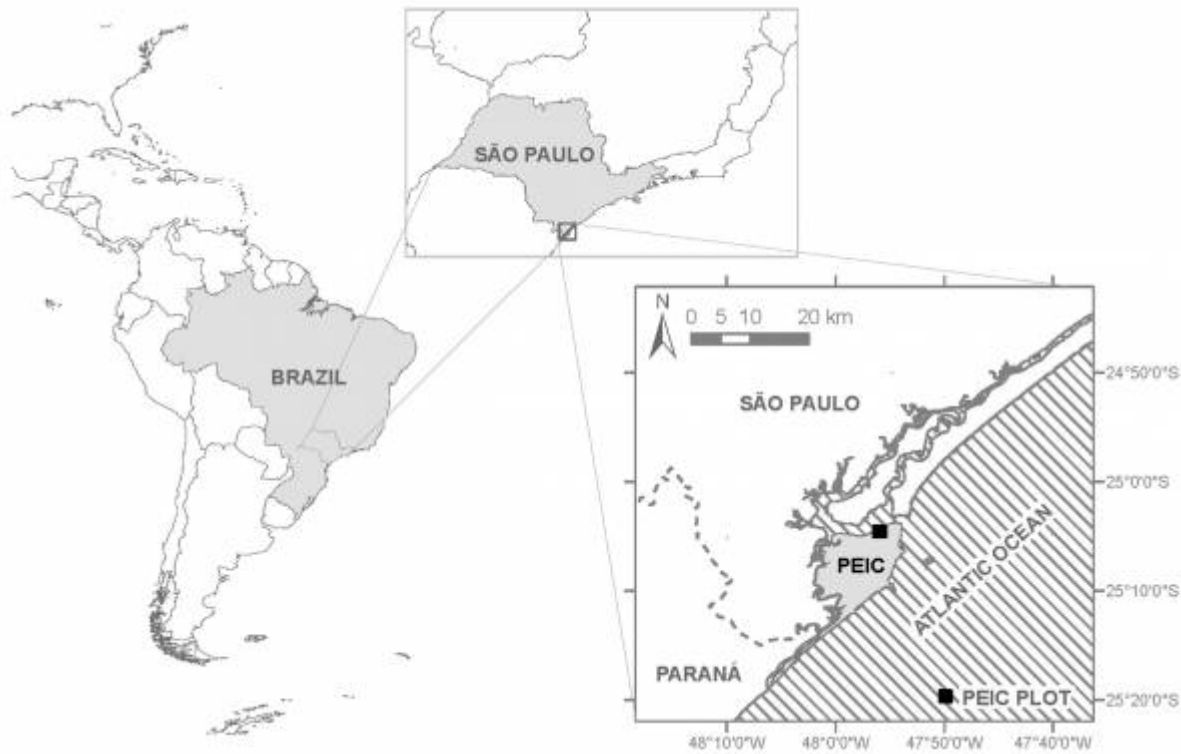 SÃO PAULO
BRAZIL
N
0 5 10 20 km
SÃO PAULO
PEIC
ATLANTIC OCEAN
PARANÁ
PEIC PLOT
24°50'0"S
25°0'0"S
25°10'0"S
25°20'0"S
48°10'0"W 48°0'0"W 47°50'0"W 47°40'0"W